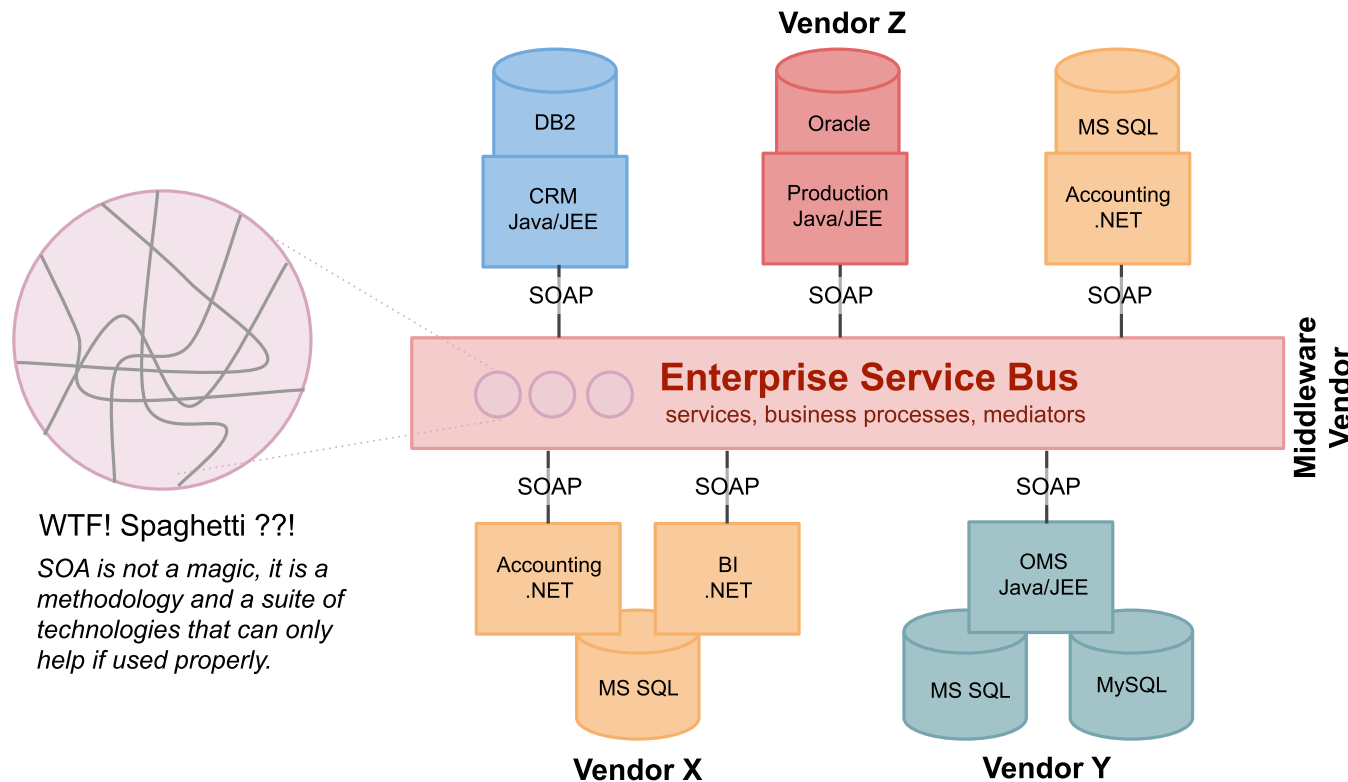 Vendor Z
DB2
Oracle
MS SQL
CRM
Java/JEE
Production
Java/JEE
Accounting
.NET
SOAP
SOAP
SOAP
Enterprise Service Bus
services, business processes, mediators
Middleware
Vendor
SOAP
SOAP
SOAP
WTF! Spaghetti ??!
SOA is not a magic, it is a
methodology and a suite of
technologies that can only
help if used properly.
Accounting
.NET
BI
.NET
OMS
Java/JEE
MS SQL
MS SQL
MySQL
Vendor X
Vendor Y